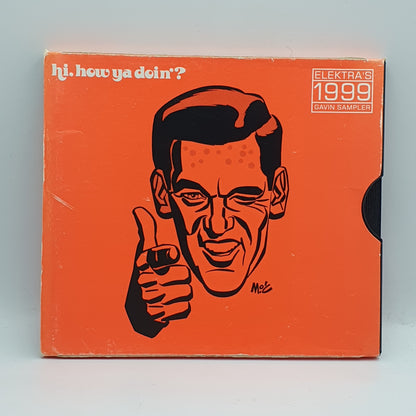 hi. how ya doin'?
ELEKTRA'S
1999
GAVIN SAMPLER